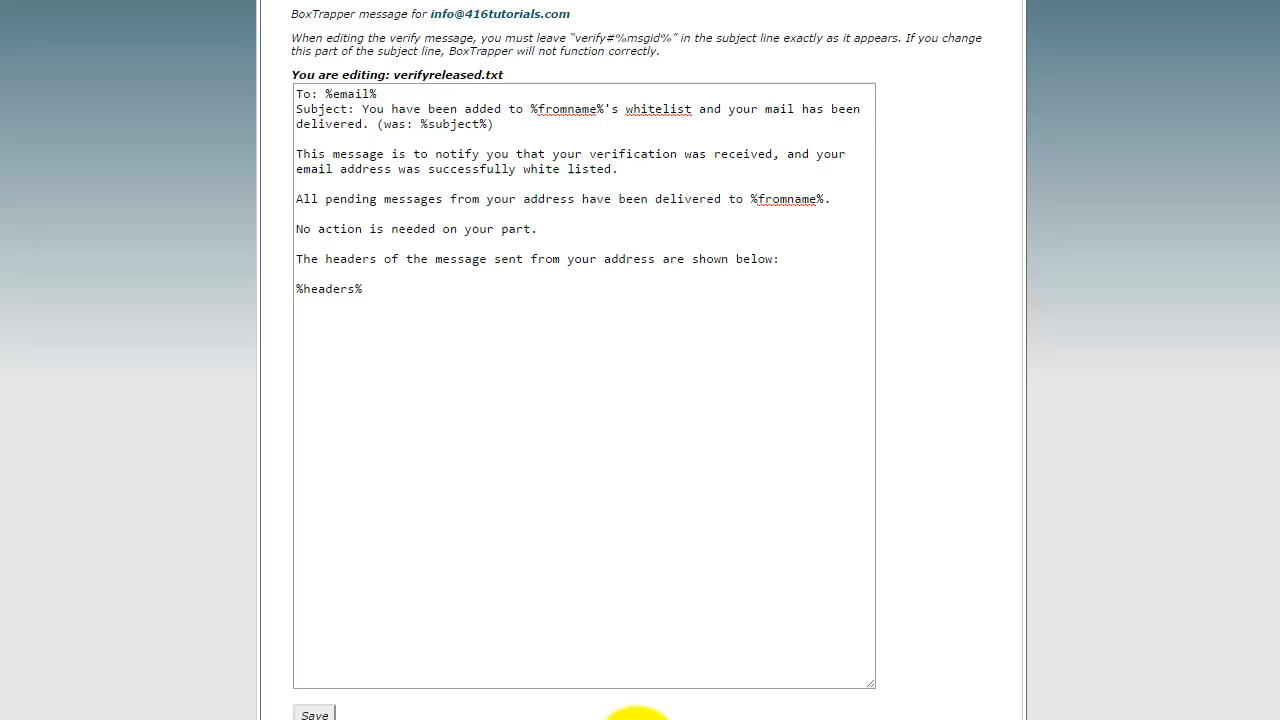 BoxTrapper message for info@416tutorials.com
When editing the verify message, you must leave “verify#%msgid%” in the subject line exactly as it appears. If you change
this part of the subject line, BoxTrapper will not function correctly.
You are editing: verifyreleased.txt
To: %email%
Subject: You have been added to %fromname%'s whitelist and your mail has been
delivered. (was: %subject%)
This message is to notify you that your verification was received, and your
email address was successfully white listed.
All pending messages from your address have been delivered to %fromname%.
No action is needed on your part.
The headers of the message sent from your address are shown below:
%headers%
Save